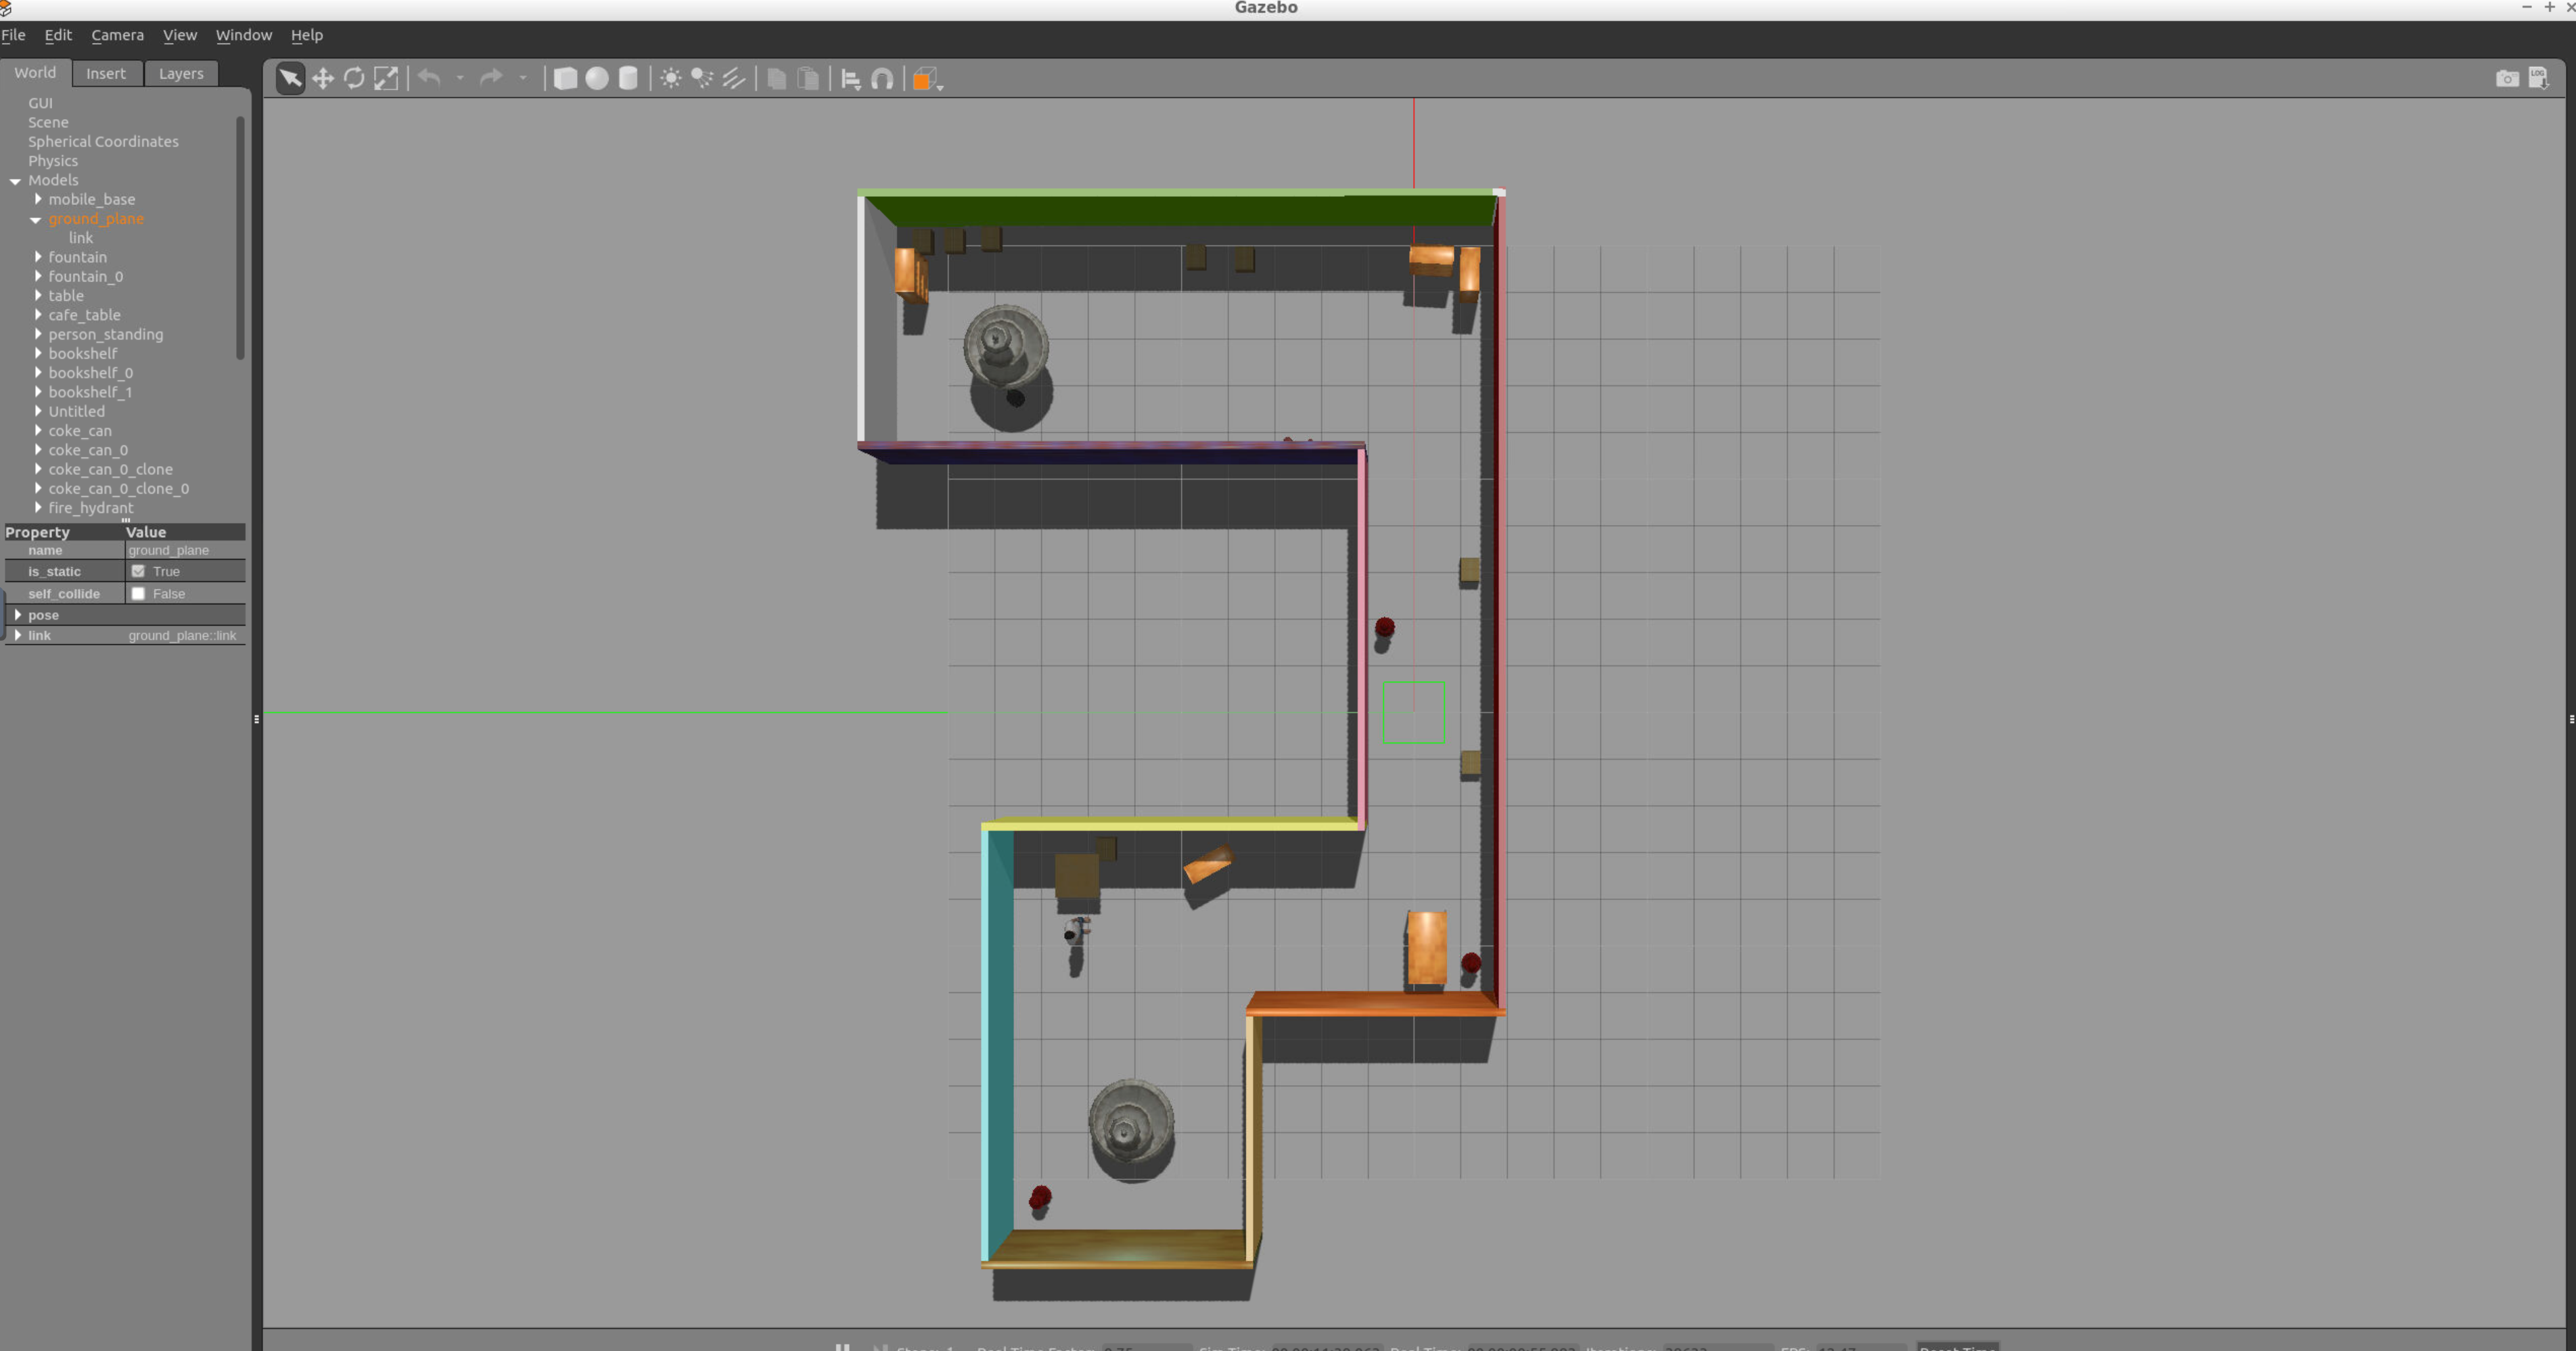 Gazebo
File Edit Camera View Window Help
World Insert Layers
LOG
GUI
Scene
Spherical Coordinates
Physics
Models
mobile_base
ground_plane
link
fountain
fountain_0
table
cafe_table
person_standing
bookshelf
bookshelf_0
bookshelf_1
Untitled
coke_can
coke_can_0
coke_can_0_clone
coke_can_0_clone_0
fire_hydrant
Property Value
name ground_plane
is_static True
self_collide False
pose
link ground_plane::link